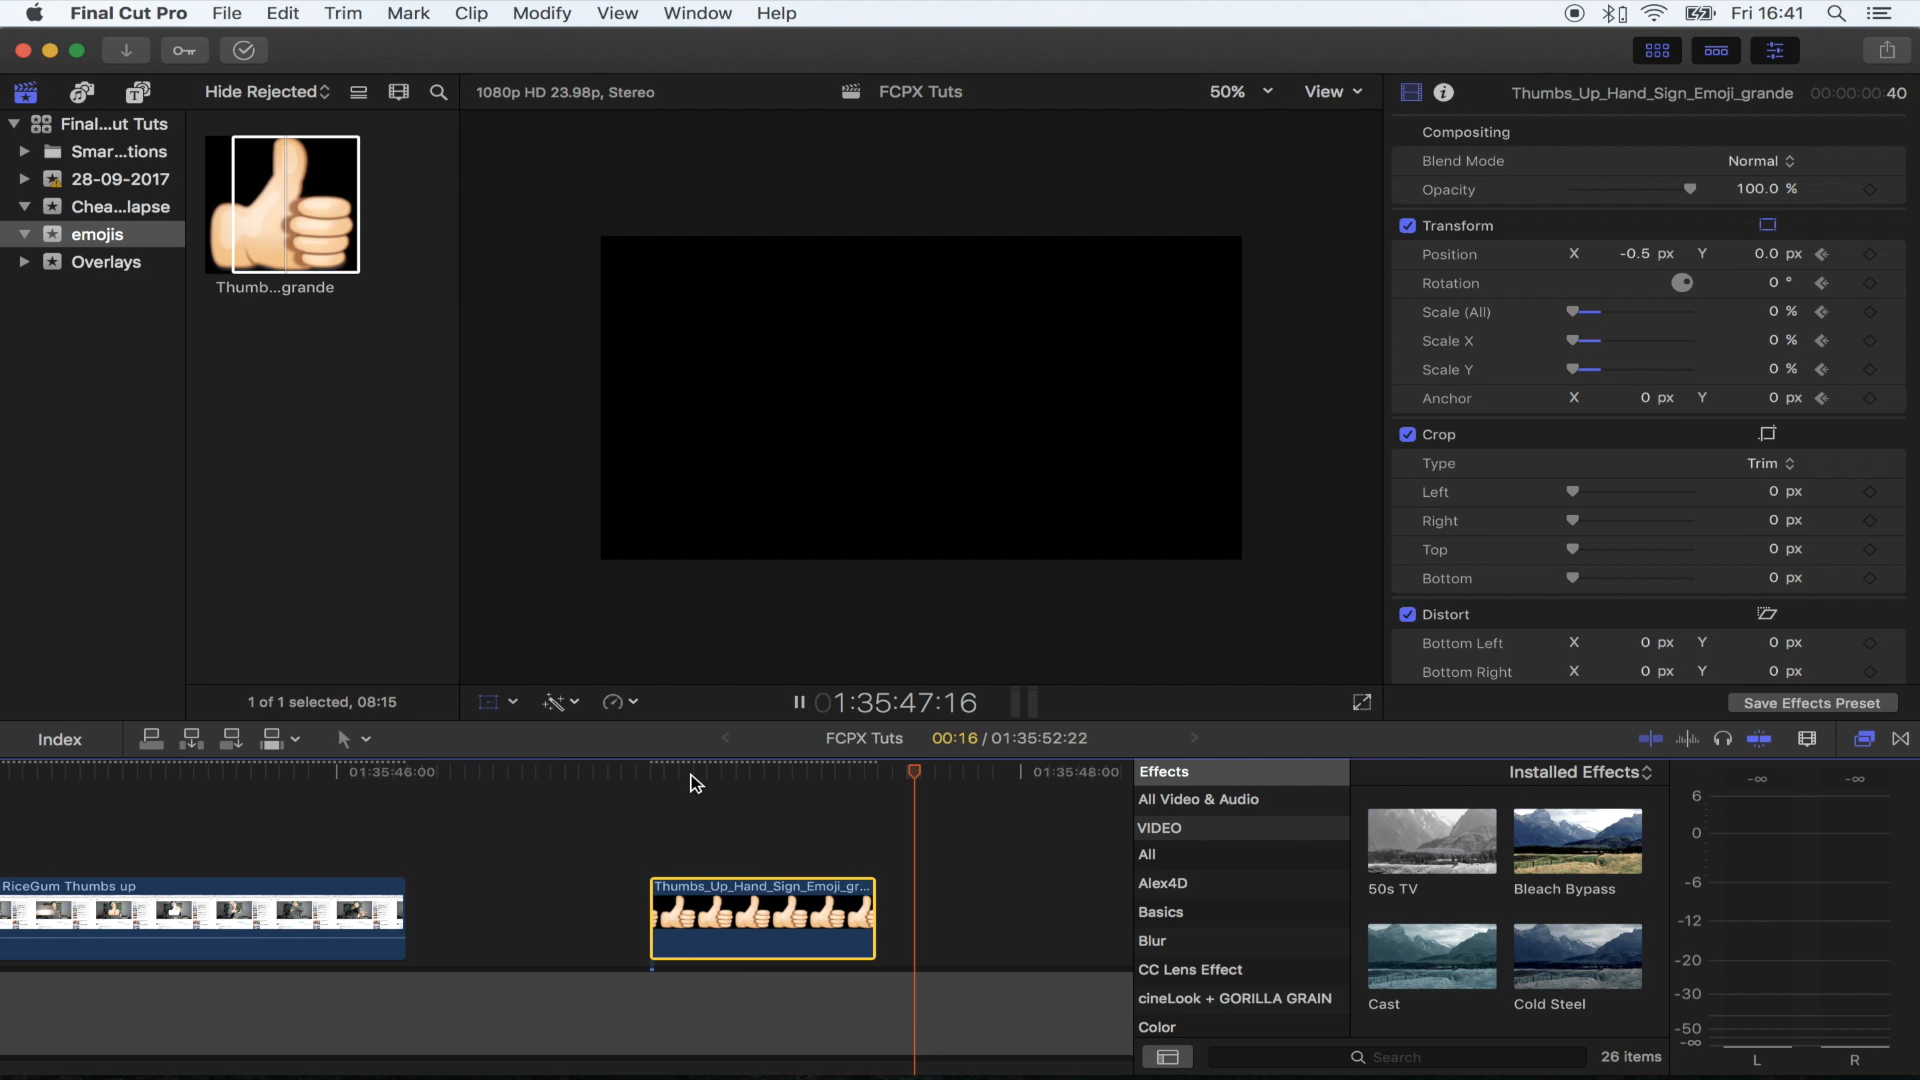 Final Cut Pro File Edit Trim Mark Clip Modify View Window Help Fri 16:41
Hide Rejected 1080p HD 23.98p, Stereo FCPX Tuts 50% View Thumbs_Up_Hand_Sign_Emoji_grande 00:00:00:40
Final...ut Tuts
Smar...tions
28-09-2017
Chea...lapse
emojis
Overlays
Thumb...grande
1 of 1 selected, 08:15
01:35:47:16
Compositing
Blend Mode Normal
Opacity 100.0 %
Transform
Position X -0.5 px Y 0.0 px
Rotation 0 °
Scale (All) 0 %
Scale X 0 %
Scale Y 0 %
Anchor X 0 px Y 0 px
Crop
Type Trim
Left 0 px
Right 0 px
Top 0 px
Bottom 0 px
Distort
Bottom Left X 0 px Y 0 px
Bottom Right X 0 px Y 0 px
Save Effects Preset
Index FCPX Tuts 00:16 / 01:35:52:22
01:35:46:00 01:35:48:00
RiceGum Thumbs up
Thumbs_Up_Hand_Sign_Emoji_gr...
Effects
All Video & Audio
VIDEO
All
Alex4D
Basics
Blur
CC Lens Effect
cineLook + GORILLA GRAIN
Color
Installed Effects
50s TV Bleach Bypass
Cast Cold Steel
Search 26 items
-∞ -∞
6
0
-6
-12
-20
-30
-50
-∞
L R